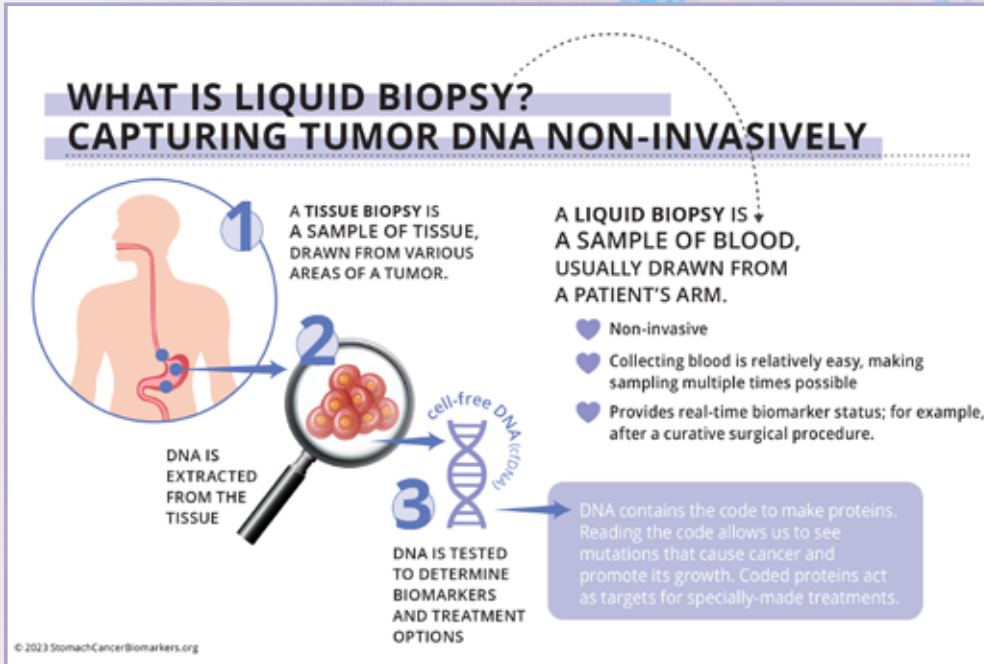 WHAT IS LIQUID BIOPSY?
CAPTURING TUMOR DNA NON-INVASIVELY
1
A TISSUE BIOPSY IS
A SAMPLE OF TISSUE,
DRAWN FROM VARIOUS
AREAS OF A TUMOR.
2
DNA IS
EXTRACTED
FROM THE
TISSUE
cell-free DNA (cfDNA)
3
DNA IS TESTED
TO DETERMINE
BIOMARKERS
AND TREATMENT
OPTIONS
A LIQUID BIOPSY IS
A SAMPLE OF BLOOD,
USUALLY DRAWN FROM
A PATIENT'S ARM.
Non-invasive
Collecting blood is relatively easy, making
sampling multiple times possible
Provides real-time biomarker status; for example,
after a curative surgical procedure.
DNA contains the code to make proteins.
Reading the code allows us to see
mutations that cause cancer and
promote its growth. Coded proteins act
as targets for specially-made treatments.
© 2023 StomachCancerBiomarkers.org